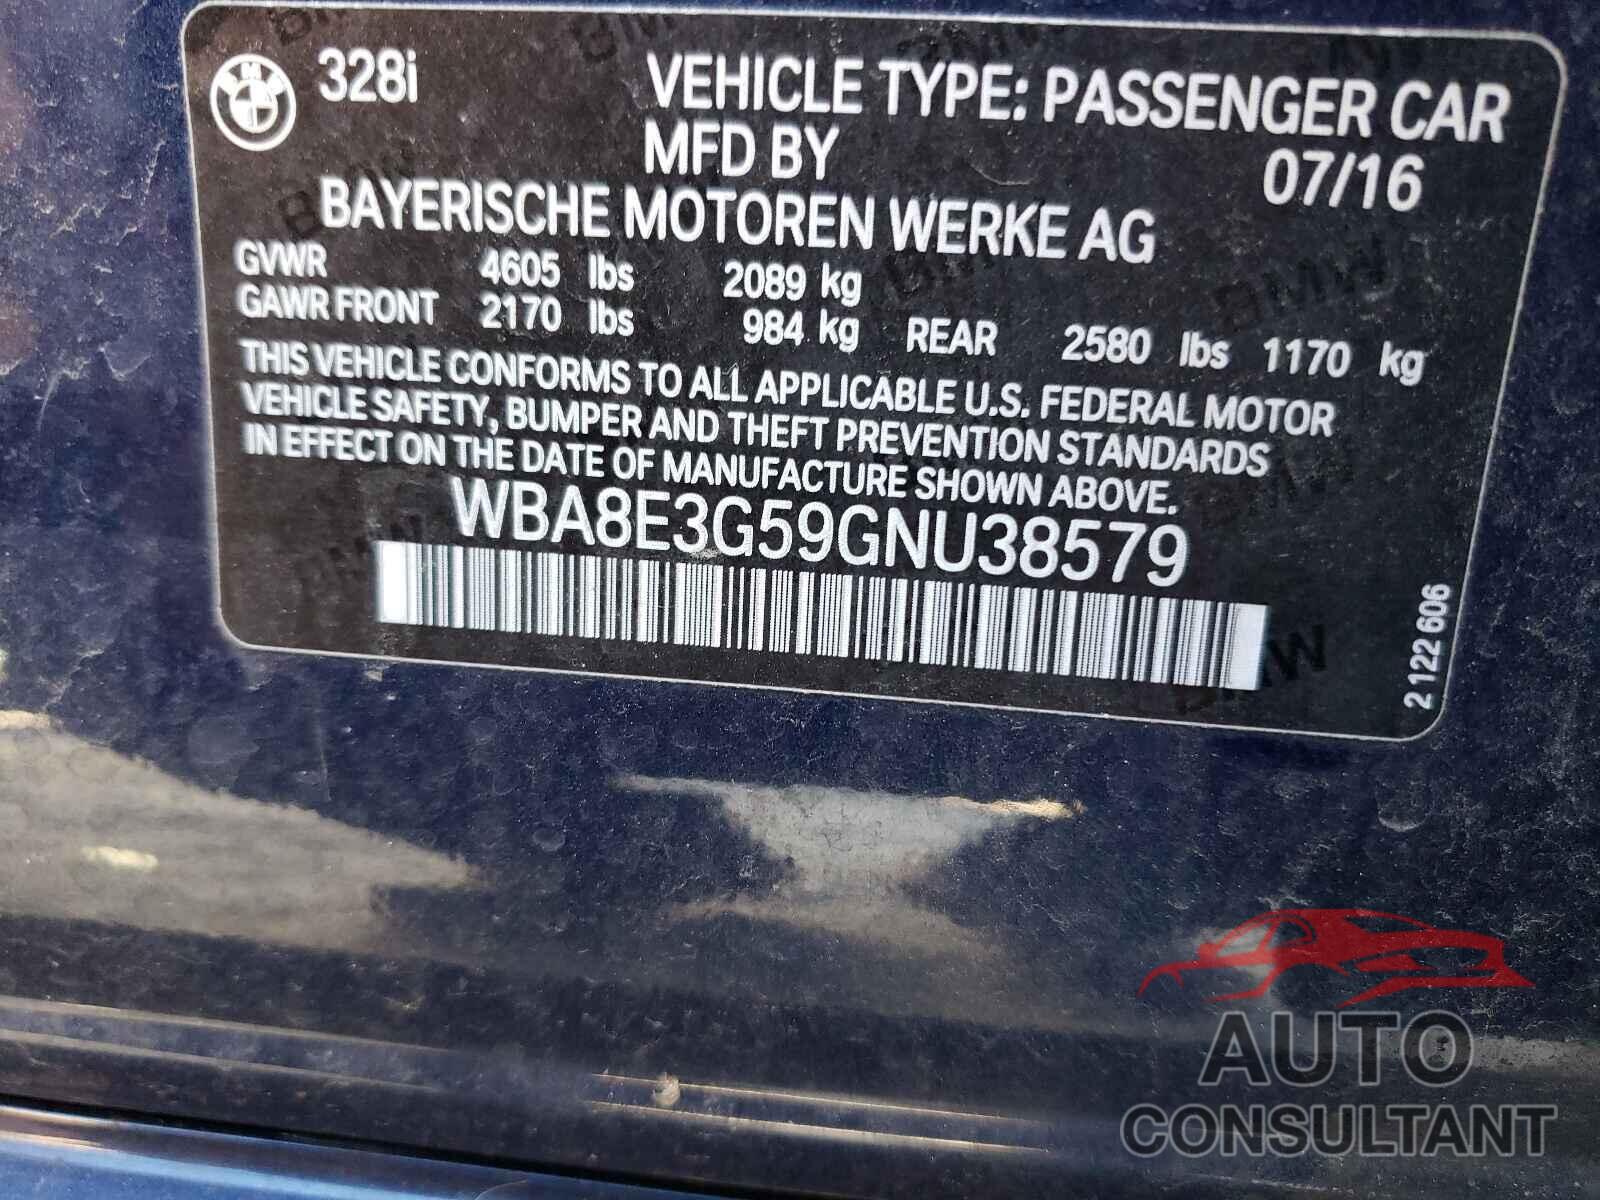 328i VEHICLE TYPE: PASSENGER CAR
MFD BY 07/16
BAYERISCHE MOTOREN WERKE AG
GVWR 4605 lbs 2089 kg
GAWR FRONT 2170 lbs 984 kg REAR 2580 lbs 1170 kg
THIS VEHICLE CONFORMS TO ALL APPLICABLE U.S. FEDERAL MOTOR
VEHICLE SAFETY, BUMPER AND THEFT PREVENTION STANDARDS
IN EFFECT ON THE DATE OF MANUFACTURE SHOWN ABOVE.
WBA8E3G59GNU38579
2 122 606
AUTO
CONSULTANT